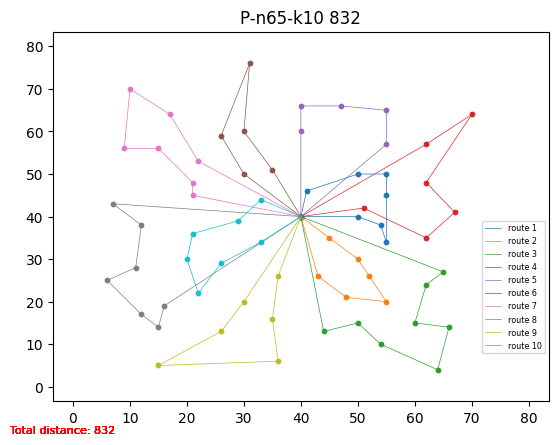 P-n65-k10 832
80
70
60
50
40
30
20
10
0
0 10 20 30 40 50 60 70 80
route 1
route 2
route 3
route 4
route 5
route 6
route 7
route 8
route 9
route 10
Total distance: 832